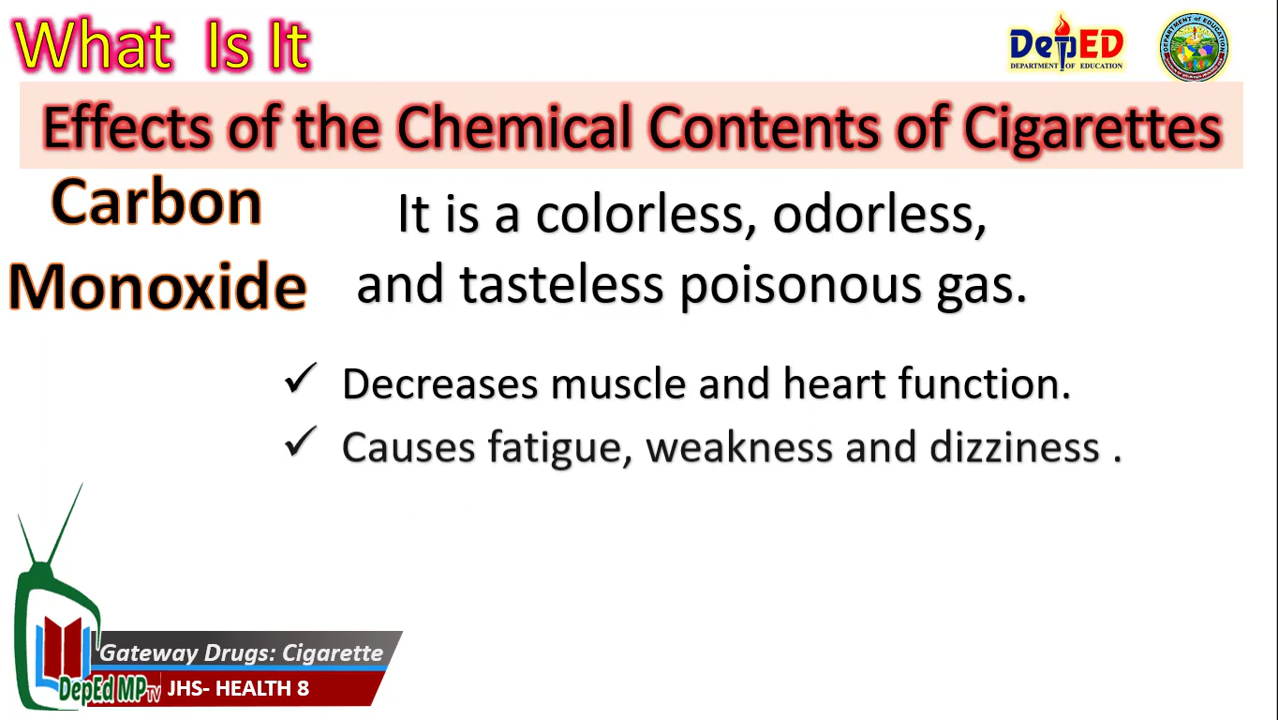 What Is It
DepED
DEPARTMENT OF EDUCATION
Effects of the Chemical Contents of Cigarettes
Carbon
Monoxide
It is a colorless, odorless,
and tasteless poisonous gas.
✓ Decreases muscle and heart function.
✓ Causes fatigue, weakness and dizziness .
Gateway Drugs: Cigarette
DepEd MPTV
JHS- HEALTH 8